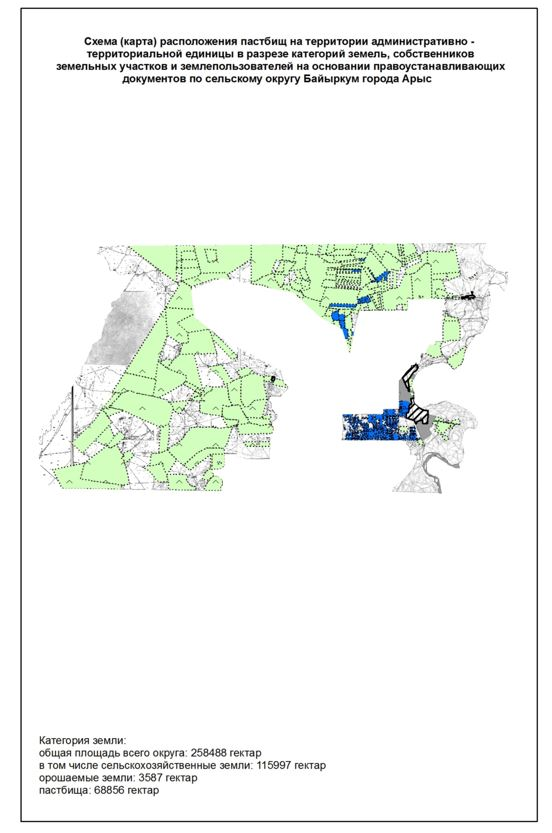 Схема (карта) расположения пастбищ на территории административно -
территориальной единицы в разрезе категорий земель, собственников
земельных участков и землепользователей на основании правоустанавливающих
документов по сельскому округу Байыркум города Арыс
Категория земли:
общая площадь всего округа: 258488 гектар
в том числе сельскохозяйственные земли: 115997 гектар
орошаемые земли: 3587 гектар
пастбища: 68856 гектар